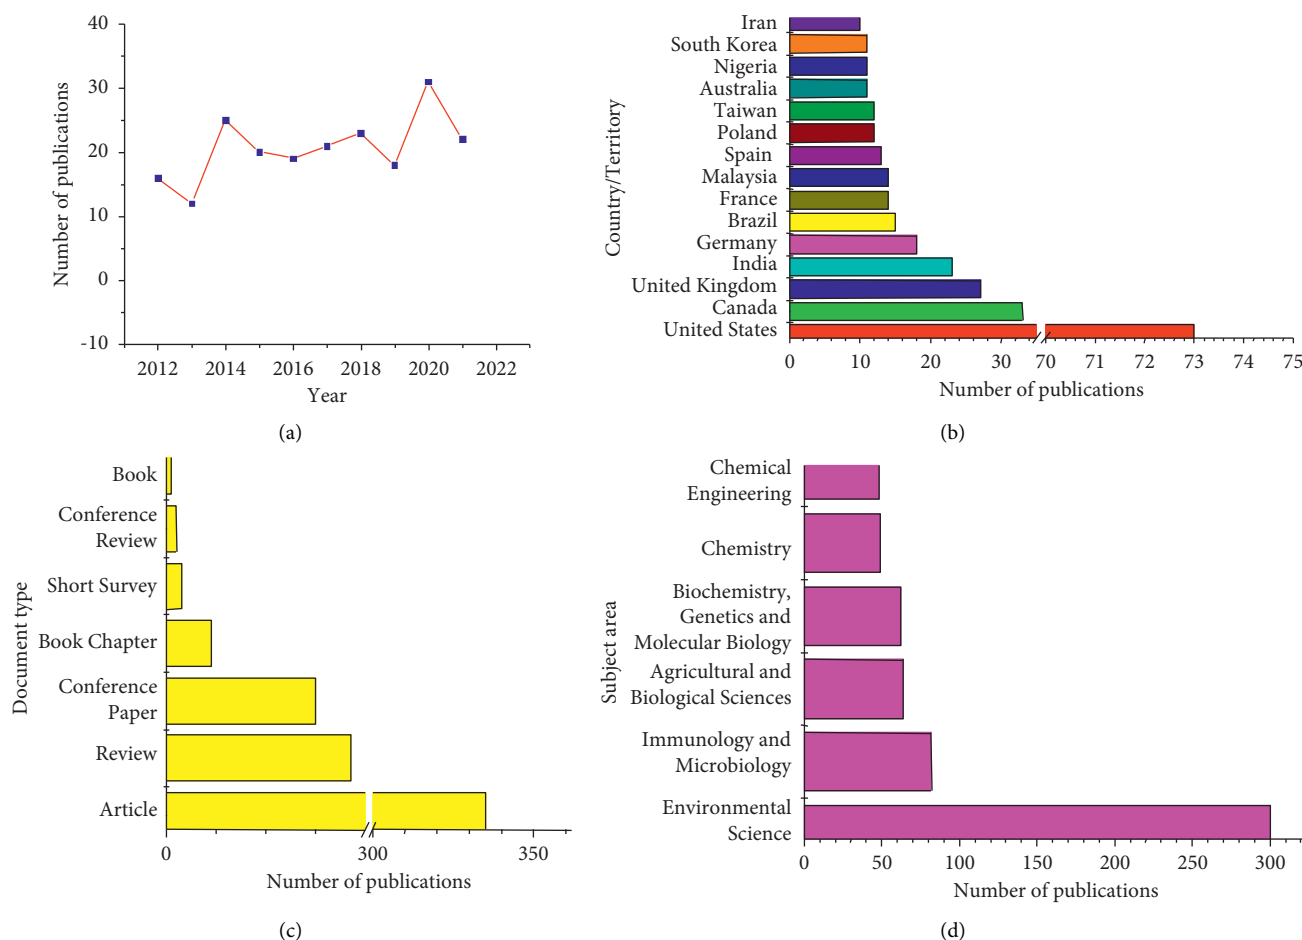 40
30
20
10
0
-10
Number of publications
2012
2014
2016
2018
2020
2022
Year
(a)
Country/Territory
Iran
South Korea
Nigeria
Australia
Taiwan
Poland
Spain
Malaysia
France
Brazil
Germany
India
United Kingdom
Canada
United States
0
10
20
30
70
71
72
73
74
75
Number of publications
(b)
Document type
Book
Conference
Review
Short Survey
Book Chapter
Conference
Paper
Review
Article
0
300
350
Number of publications
(c)
Subject area
Chemical
Engineering
Chemistry
Biochemistry,
Genetics and
Molecular Biology
Agricultural and
Biological Sciences
Immunology and
Microbiology
Environmental
Science
0
50
100
150
200
250
300
Number of publications
(d)